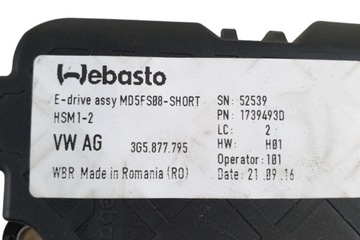 Webasto
E-drive assy MD5FS08-SHORT
HSM1-2
VW AG 3G5.877.795
WBR Made in Romania (RO)
SN: 52539
PN: 1739493D
LC: 2
HW: H01
Operator: 101
Date: 21.09.16
ebasto